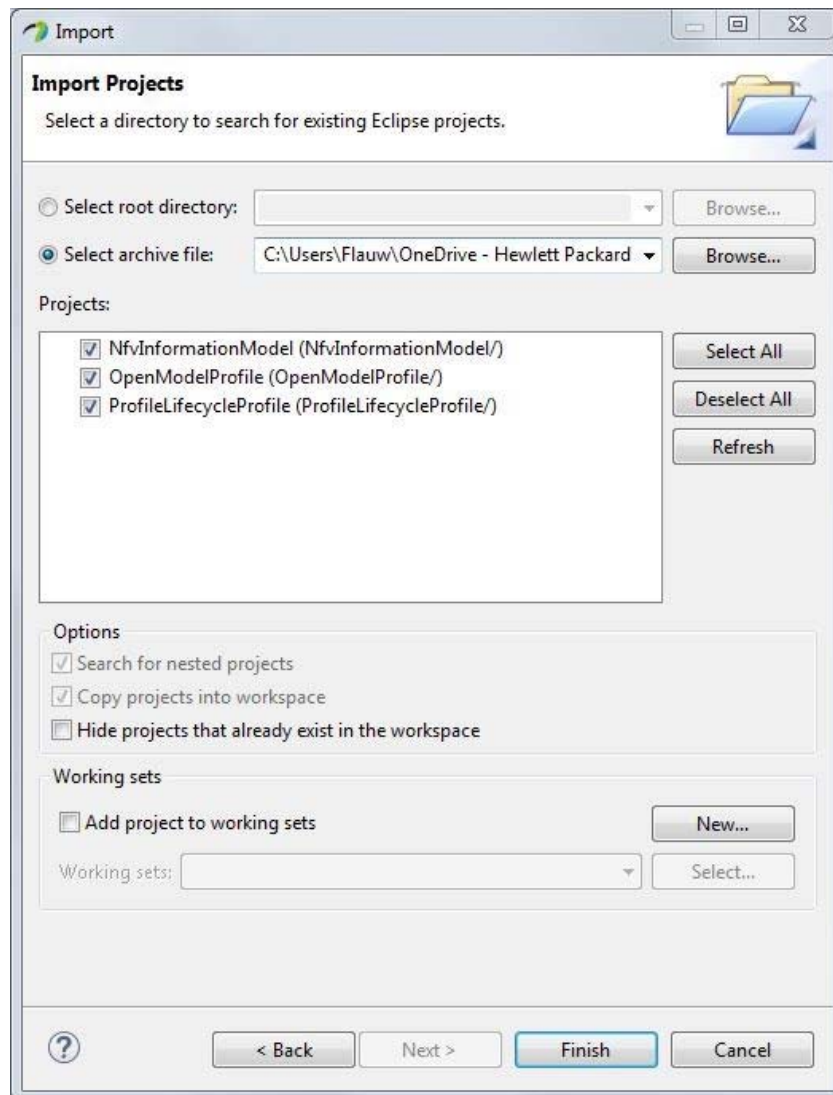 Import
Import Projects
Select a directory to search for existing Eclipse projects.
Select root directory:
Browse...
Select archive file:
C:\Users\Flauw\OneDrive - Hewlett Packard
Browse...
Projects:
NfvInformationModel (NfvInformationModel/)
OpenModelProfile (OpenModelProfile/)
ProfileLifecycleProfile (ProfileLifecycleProfile/)
Select All
Deselect All
Refresh
Options
Search for nested projects
Copy projects into workspace
Hide projects that already exist in the workspace
Working sets
Add project to working sets
New...
Working sets:
Select...
?
< Back
Next >
Finish
Cancel